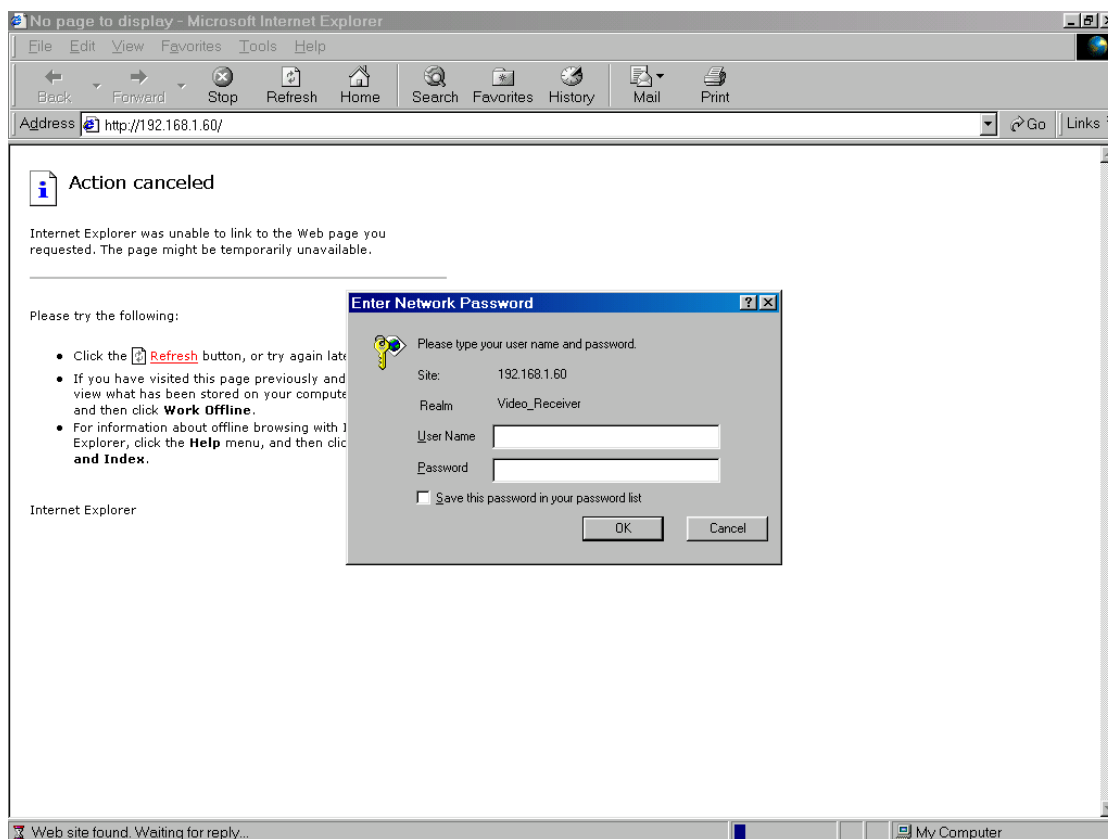 No page to display - Microsoft Internet Explorer
File Edit View Favorites Tools Help
Back Forward Stop Refresh Home Search Favorites History Mail Print
Address http://192.168.1.60/ Go Links
Action canceled
Internet Explorer was unable to link to the Web page you
requested. The page might be temporarily unavailable.
Please try the following:
Click the Refresh button, or try again
If you have visited this page previously and
view what has been stored on your
and then click Work Offline.
For information about offline browsing with
Explorer, click the Help menu, and then
and Index.
Internet Explorer
Enter Network Password
Please type your user name and password.
Site: 192.168.1.60
Realm Video_Receiver
User Name
Password
Save this password in your password list
OK Cancel
Web site found. Waiting for reply... My Computer